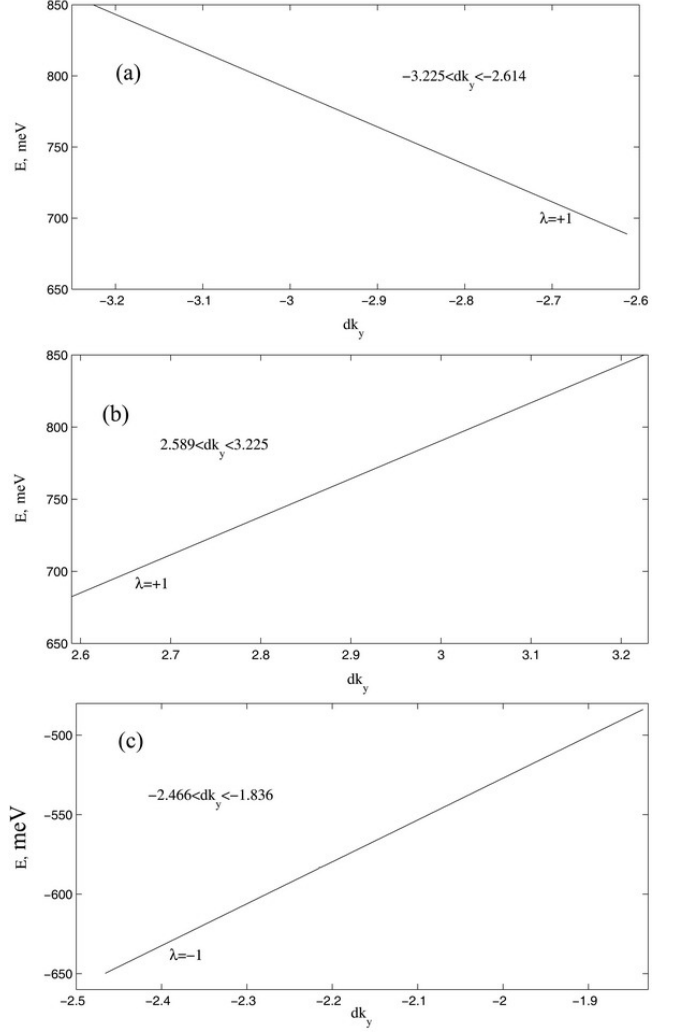 850
(a)
800
−3.225<dk_y<−2.614
E, meV
750
700
λ=+1
650
−3.2 −3.1 −3 −2.9 −2.8 −2.7 −2.6
dk_y
850
(b)
800
2.589<dk_y<3.225
E, meV
750
700
λ=+1
650
2.6 2.7 2.8 2.9 3 3.1 3.2
dk_y
(c)
−500
−2.466<dk_y<−1.836
−550
E, meV
−600
λ=−1
−650
−2.5 −2.4 −2.3 −2.2 −2.1 −2 −1.9
dk_y